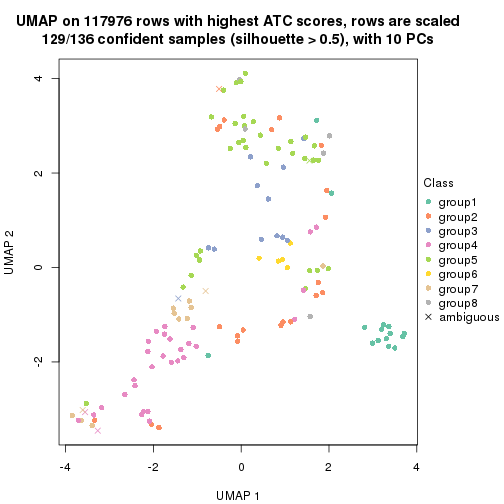 UMAP on 117976 rows with highest ATC scores, rows are scaled
129/136 confident samples (silhouette > 0.5), with 10 PCs
4
2
0
-2
UMAP 2
-4
-2
0
2
4
UMAP 1
Class
group1
group2
group3
group4
group5
group6
group7
group8
ambiguous